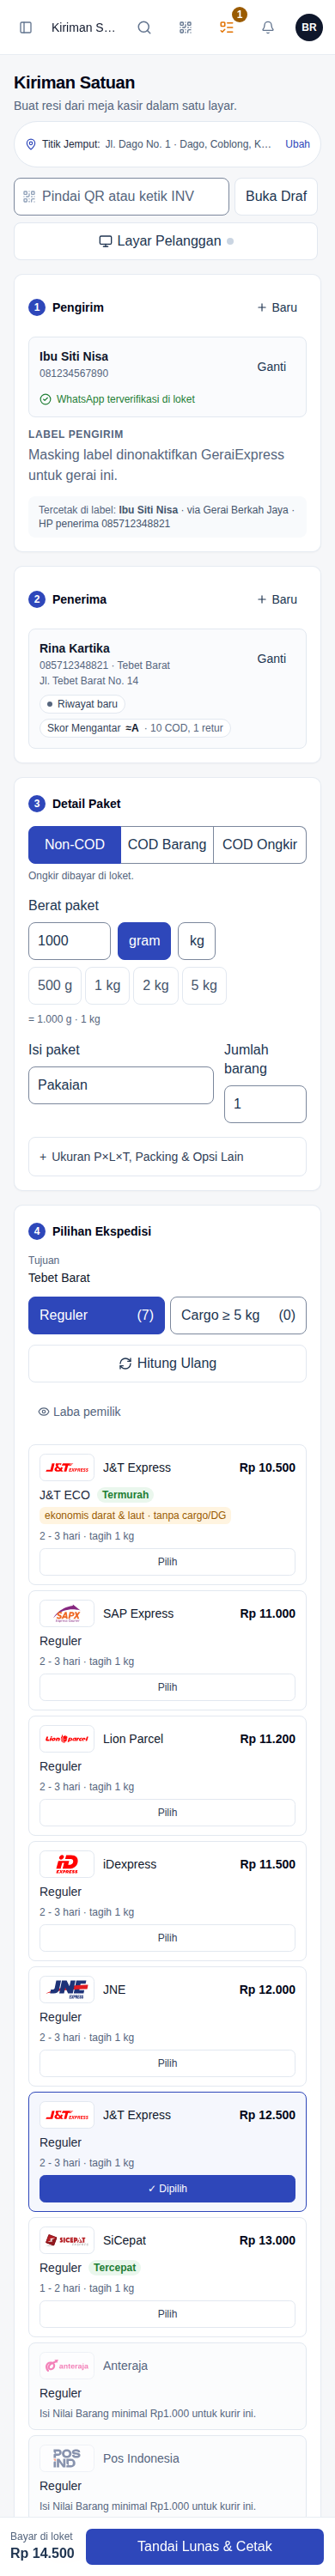 Kiriman S...
1
BR
Kiriman Satuan
Buat resi dari meja kasir dalam satu layar.
Titik Jemput: Jl. Dago No. 1 · Dago, Coblong, K... Ubah
Pindai QR atau ketik INV
Buka Draf
Layar Pelanggan
1 Pengirim
+ Baru
Ibu Siti Nisa
081234567890
Ganti
WhatsApp terverifikasi di loket
LABEL PENGIRIM
Masking label dinonaktifkan GeraiExpress
untuk gerai ini.
Tercetak di label: Ibu Siti Nisa · via Gerai Berkah Jaya ·
HP penerima 085712348821
2 Penerima
+ Baru
Rina Kartika
085712348821 · Tebet Barat
Jl. Tebet Barat No. 14
Ganti
Riwayat baru
Skor Mengantar ≈A · 10 COD, 1 retur
3 Detail Paket
Non-COD COD Barang COD Ongkir
Ongkir dibayar di loket.
Berat paket
1000 gram kg
500 g 1 kg 2 kg 5 kg
= 1.000 g · 1 kg
Isi paket
Jumlah
barang
Pakaian
1
+ Ukuran P×L×T, Packing & Opsi Lain
4 Pilihan Ekspedisi
Tujuan
Tebet Barat
Reguler (7)
Cargo ≥ 5 kg (0)
Hitung Ulang
Laba pemilik
J&T EXPRESS J&T Express Rp 10.500
J&T ECO Termurah
ekonomis darat & laut · tanpa cargo/DG
2 - 3 hari · tagih 1 kg
Pilih
SAPX SAP Express Rp 11.000
Reguler
2 - 3 hari · tagih 1 kg
Pilih
Lion parcel Lion Parcel Rp 11.200
Reguler
2 - 3 hari · tagih 1 kg
Pilih
iD EXPRESS iDexpress Rp 11.500
Reguler
2 - 3 hari · tagih 1 kg
Pilih
JNE EXPRESS JNE Rp 12.000
Reguler
2 - 3 hari · tagih 1 kg
Pilih
J&T EXPRESS J&T Express Rp 12.500
Reguler
2 - 3 hari · tagih 1 kg
✓ Dipilih
SICEPAT SiCepat Rp 13.000
Reguler Tercepat
1 - 2 hari · tagih 1 kg
Pilih
anteraja Anteraja
Reguler
Isi Nilai Barang minimal Rp1.000 untuk kurir ini.
POS IND Pos Indonesia
Reguler
Isi Nilai Barang minimal Rp1.000 untuk kurir ini.
Bayar di loket
Rp 14.500
Tandai Lunas & Cetak